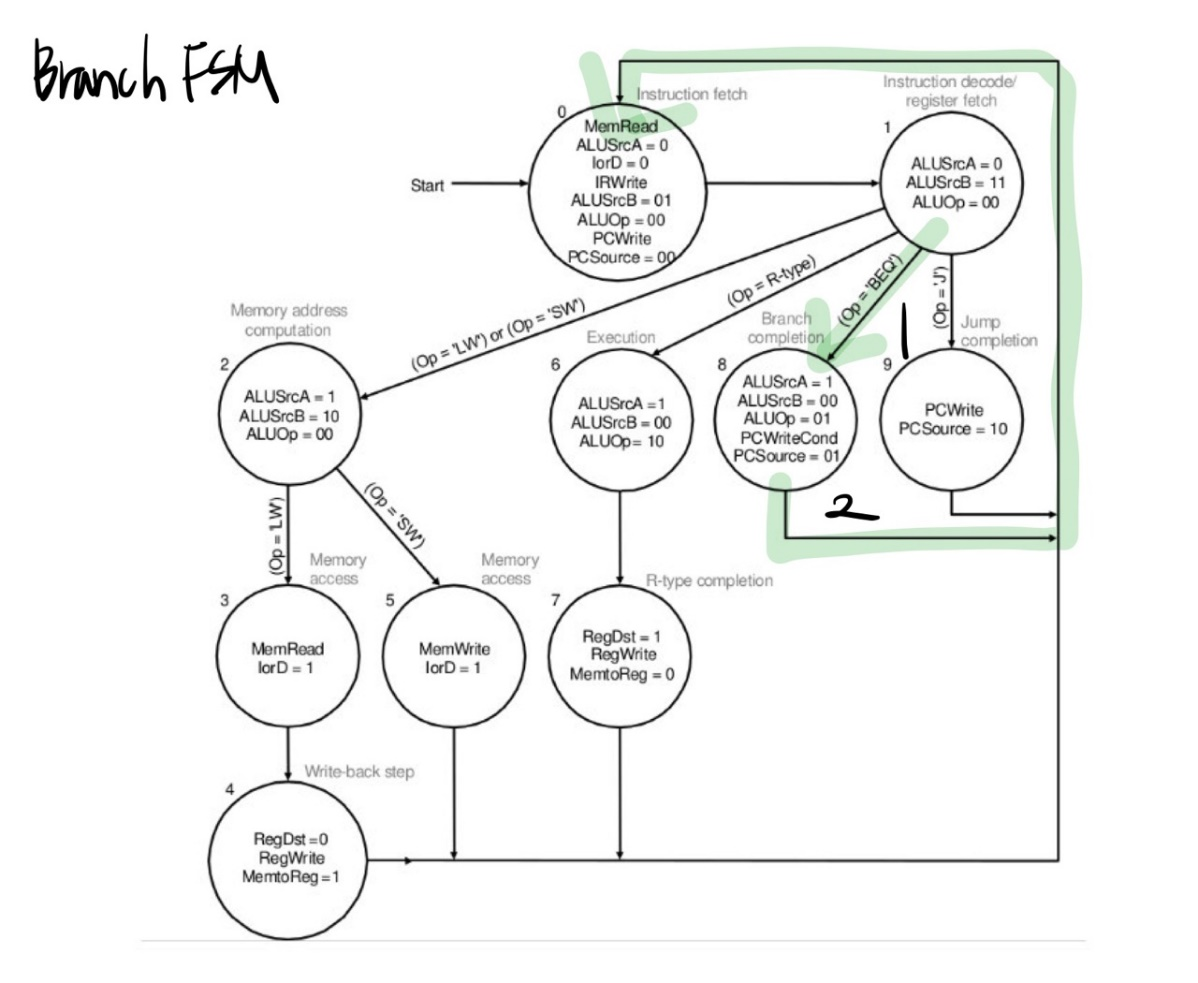 Branch FSM
Instruction fetch
0
MemRead
ALUSrcA = 0
IorD = 0
IRWrite
ALUSrcB = 01
ALUOp = 00
PCWrite
PCSource = 00
Start
Instruction decode/
register fetch
1
ALUSrcA = 0
ALUSrcB = 11
ALUOp = 00
(Op = 'LW') or (Op = 'SW')
(Op = R-type)
(Op = 'BEQ')
1
(Op = 'J')
Memory address
computation
2
ALUSrcA = 1
ALUSrcB = 10
ALUOp = 00
Execution
6
ALUSrcA =1
ALUSrcB = 00
ALUOp= 10
Branch
completion
8
ALUSrcA = 1
ALUSrcB = 00
ALUOp = 01
PCWriteCond
PCSource = 01
Jump
completion
9
PCWrite
PCSource = 10
2
(Op = 'LW')
(Op = 'SW')
Memory
access
3
MemRead
IorD = 1
Memory
access
5
MemWrite
IorD = 1
R-type completion
7
RegDst = 1
RegWrite
MemtoReg = 0
Write-back step
4
RegDst =0
RegWrite
MemtoReg =1